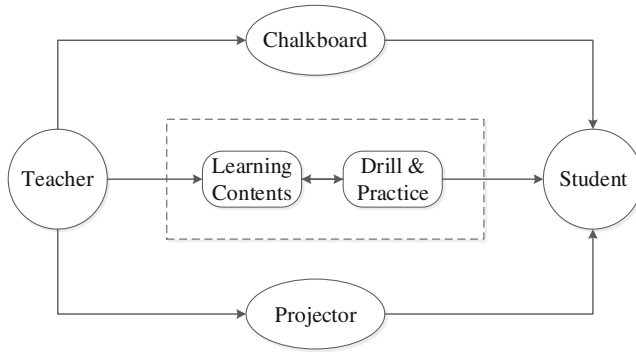 Chalkboard
Teacher
Learning
Contents
Drill &
Practice
Student
Projector